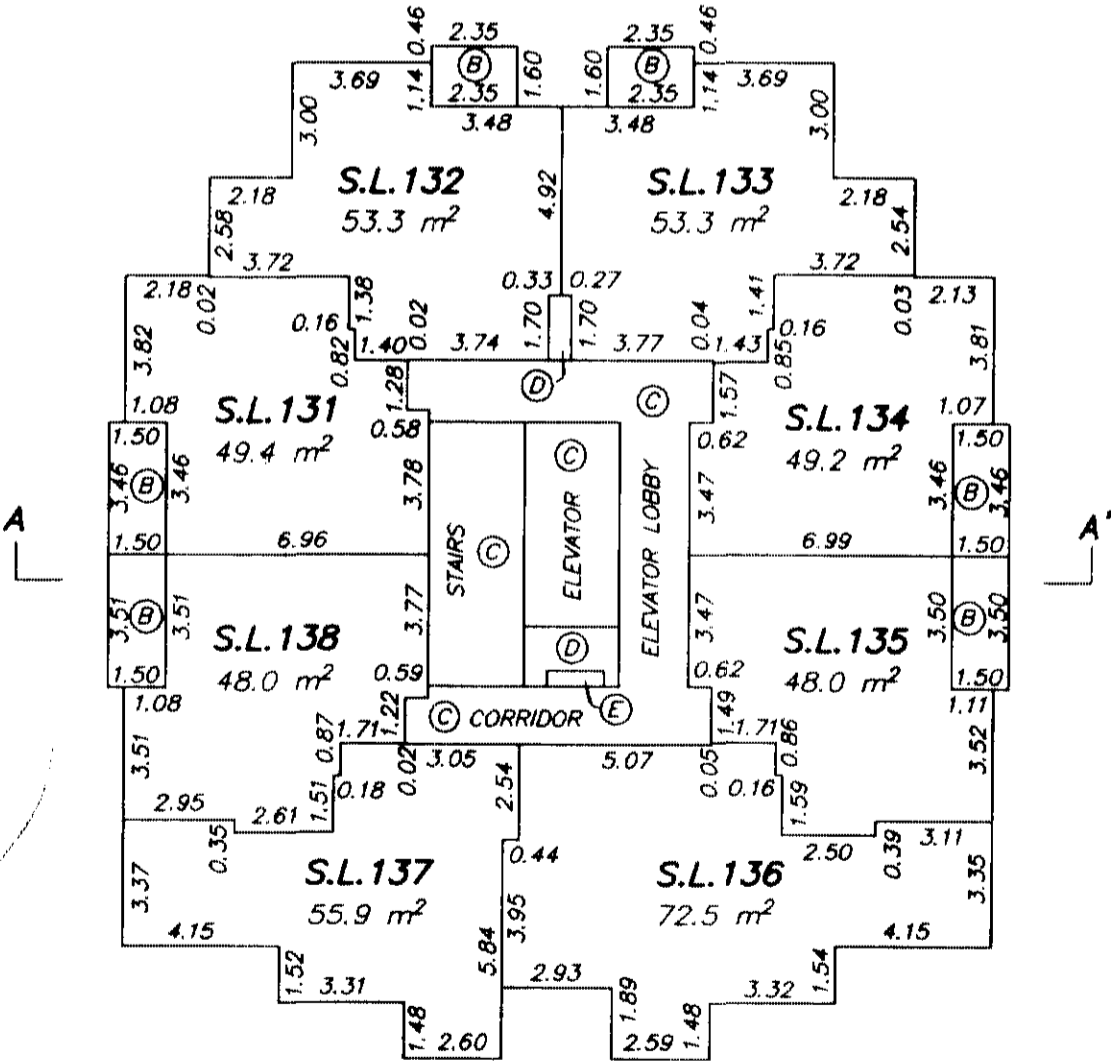 0.46 2.35 2.35 0.46
B B
3.69 1.14 2.35 1.60 1.60 2.35 1.14 3.69
3.00 3.48 3.48 3.00
S.L.132 S.L.133
53.3 m² 4.92 53.3 m²
2.18 2.18
2.58 2.54
3.72 0.33 0.27 3.72
2.18 0.02 1.38 1.70 1.70 1.41 0.03 2.13
0.16 0.02 0.04 0.16
3.82 0.82 1.40 3.74 3.77 1.43 0.85 3.81
D C
1.28 1.57
1.08 S.L.131 0.58 0.62 S.L.134 1.07
1.50 49.4 m² 49.2 m² 1.50
3.46 B 3.46 3.78 C 3.47 3.46 B 3.46
A A'
1.50 6.96 STAIRS C ELEVATOR C ELEVATOR LOBBY 6.99 1.50
3.51 B 3.51 3.77 3.47 3.50 B 3.50
S.L.138 D S.L.135
1.50 48.0 m² 0.59 0.62 48.0 m² 1.50
1.08 1.22 C CORRIDOR E 1.49 1.11
3.51 0.87 1.71 0.02 3.05 5.07 0.05 1.71 0.86 3.52
0.18 2.54 0.16
2.95 2.61 1.51 1.59 2.50 3.11
0.35 0.44 0.39
3.37 S.L.137 S.L.136 3.35
55.9 m² 3.95 72.5 m²
4.15 5.84 4.15
1.52 3.31 2.93 1.89 3.32 1.54
1.48 2.60 2.59 1.48